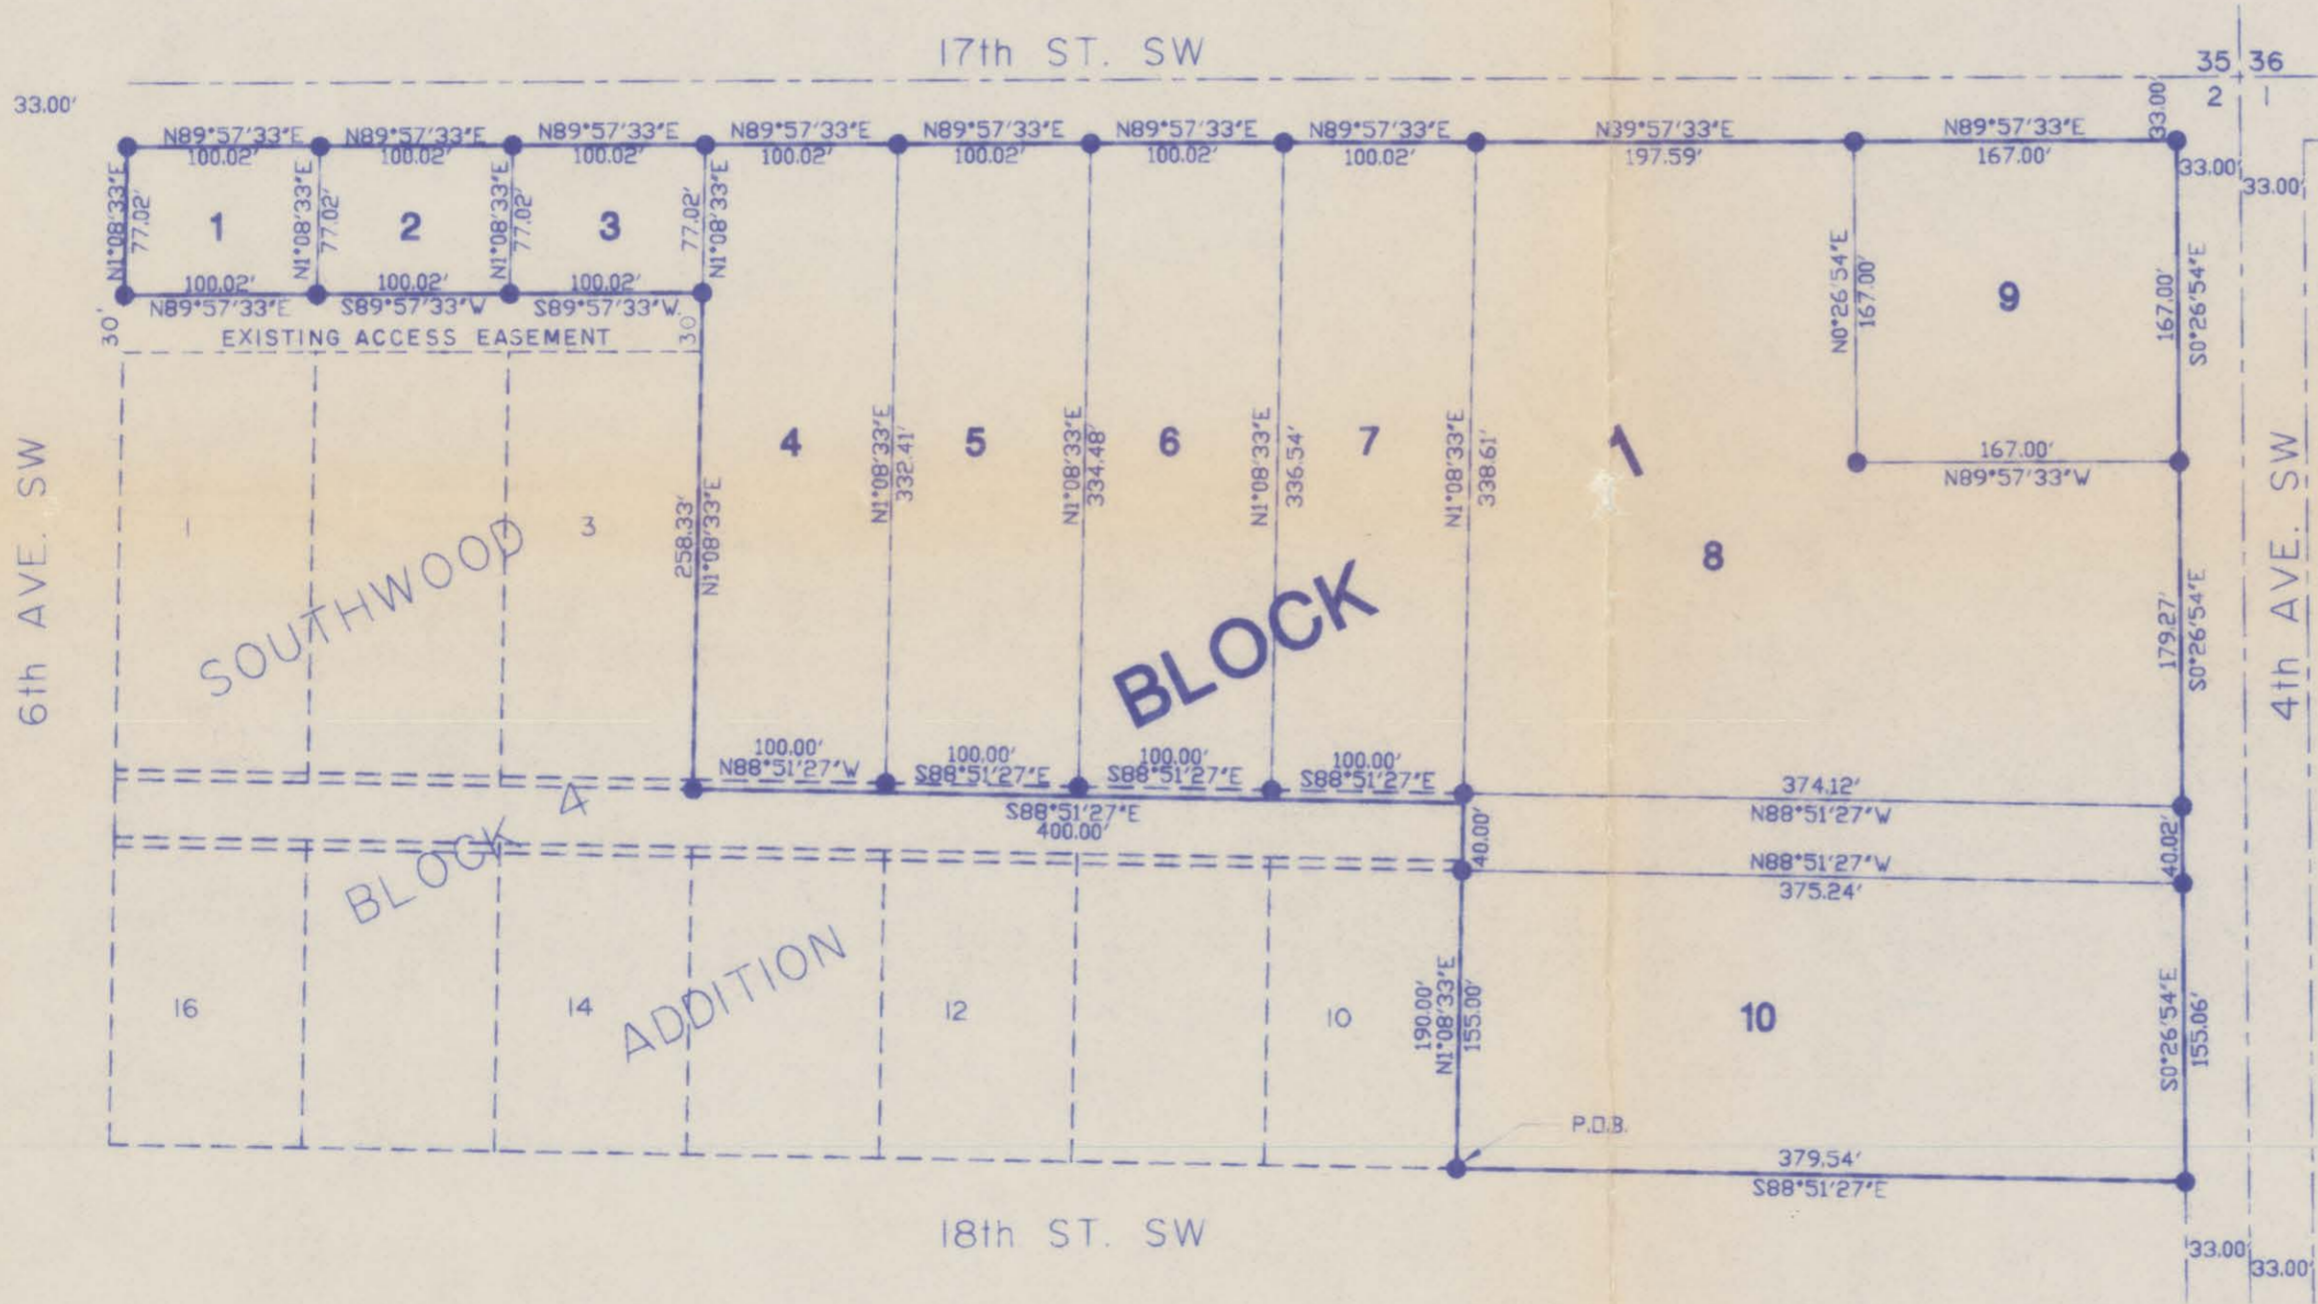 17th ST. SW
35 36
2 1
33.00'
33.00'
33.00'
33.00'
N89°57'33"E
100.02'
N89°57'33"E
100.02'
N89°57'33"E
100.02'
N89°57'33"E
100.02'
N89°57'33"E
100.02'
N89°57'33"E
100.02'
N89°57'33"E
100.02'
N39°57'33"E
197.59'
N89°57'33"E
167.00'
N1°08'33"E
77.02'
1
N1°08'33"E
77.02'
2
N1°08'33"E
77.02'
3
77.02'
N1°08'33"E
100.02'
N89°57'33"E
100.02'
S89°57'33"W
100.02'
S89°57'33"W
30'
EXISTING ACCESS EASEMENT
30'
N0°26'54"E
167.00'
9
167.00'
S0°26'54"E
167.00'
N89°57'33"W
6th AVE. SW
4th AVE. SW
1
3
SOUTHWOOD
258.33'
N1°08'33"E
4
N1°08'33"E
332.41'
5
N1°08'33"E
334.48'
6
N1°08'33"E
336.54'
7
N1°08'33"E
338.61'
BLOCK 1
8
179.27'
S0°26'54"E
100.00'
N88°51'27"W
100.00'
S88°51'27"E
100.00'
S88°51'27"E
100.00'
S88°51'27"E
S88°51'27"E
400.00'
374.12'
N88°51'27"W
40.00'
40.02'
N88°51'27"W
375.24'
BLOCK 4
ADDITION
16
14
12
10
190.00'
N1°08'33"E
155.00'
10
S0°26'54"E
155.06'
P.O.B.
379.54'
S88°51'27"E
18th ST. SW
33.00'
33.00'